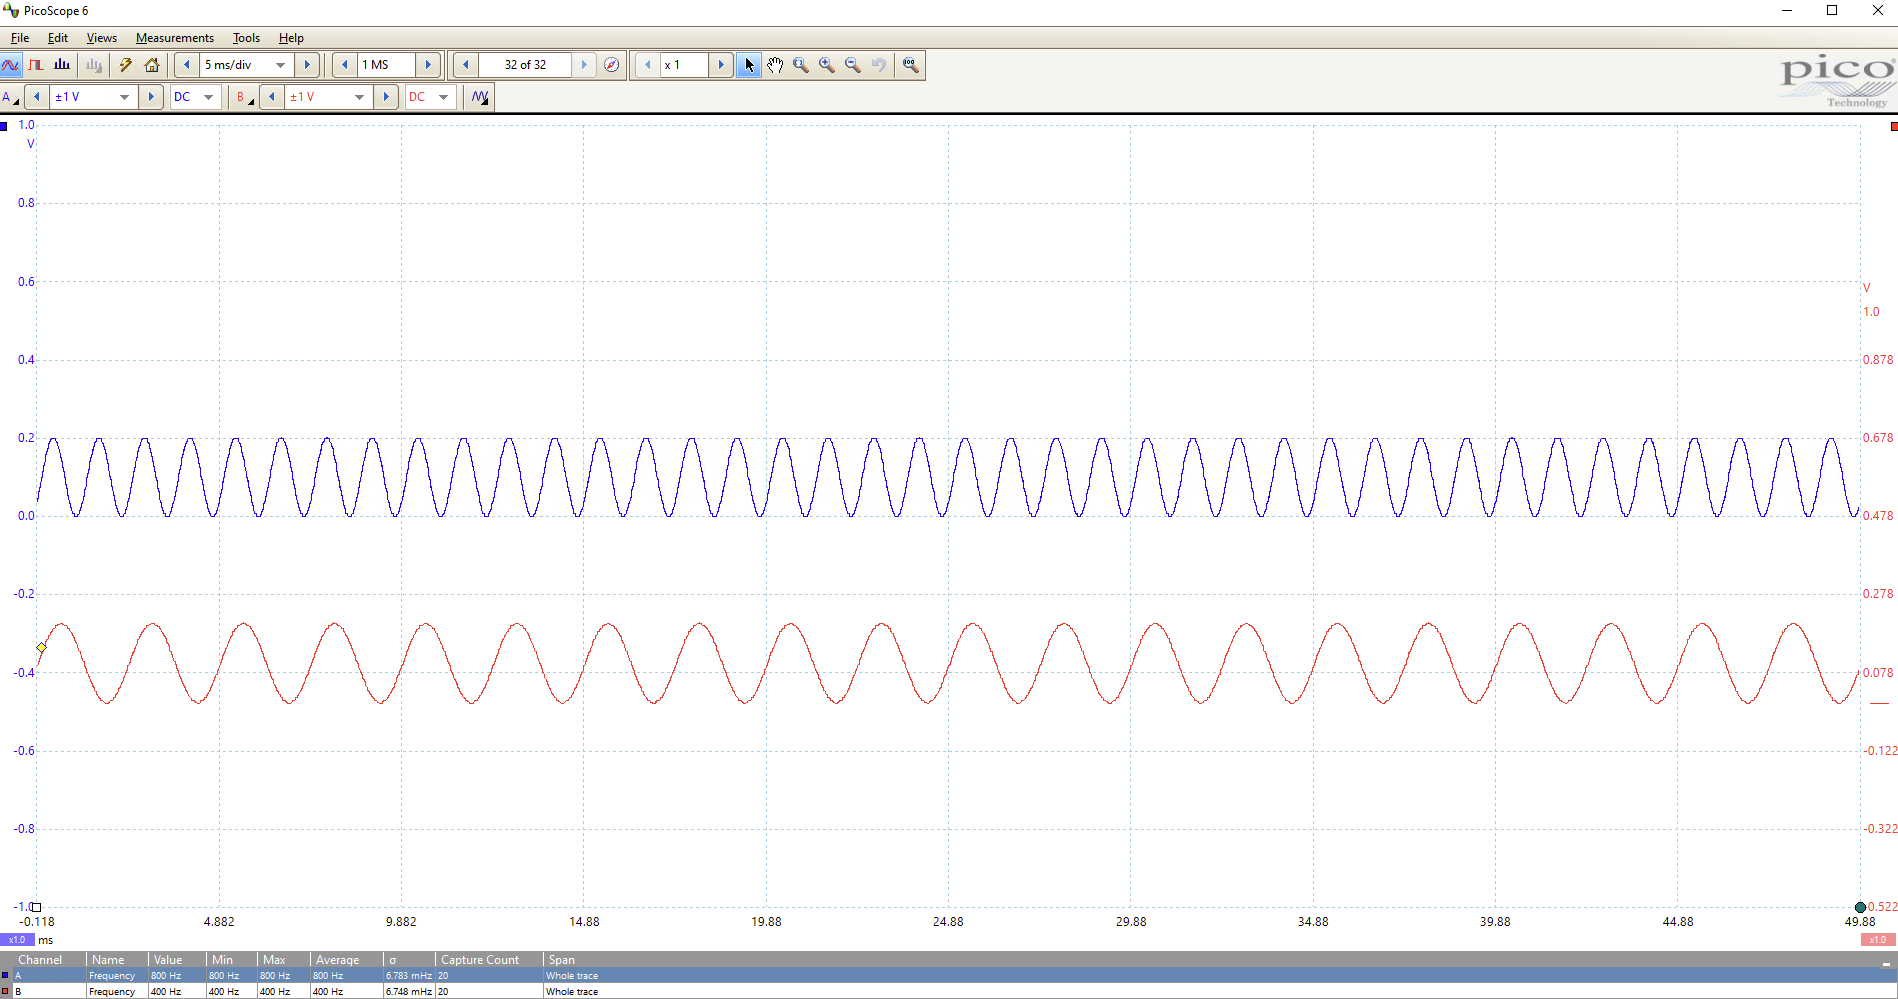 PicoScope 6
File Edit Views Measurements Tools Help
5 ms/div 1 MS 32 of 32 x 1
A ±1 V DC B ±1 V DC
pico
Technology
1.0
V
0.8
0.6
0.4
0.2
0.0
-0.2
-0.4
-0.6
-0.8
-1.0
V
1.0
0.878
0.678
0.478
0.278
0.078
-0.122
-0.322
0.522
-0.118 4.882 9.882 14.88 19.88 24.88 29.88 34.88 39.88 44.88 49.88
x1.0 ms x1.0
Channel Name Value Min Max Average σ Capture Count Span
A Frequency 800 Hz 800 Hz 800 Hz 800 Hz 6.783 mHz 20 Whole trace
B Frequency 400 Hz 400 Hz 400 Hz 400 Hz 6.748 mHz 20 Whole trace